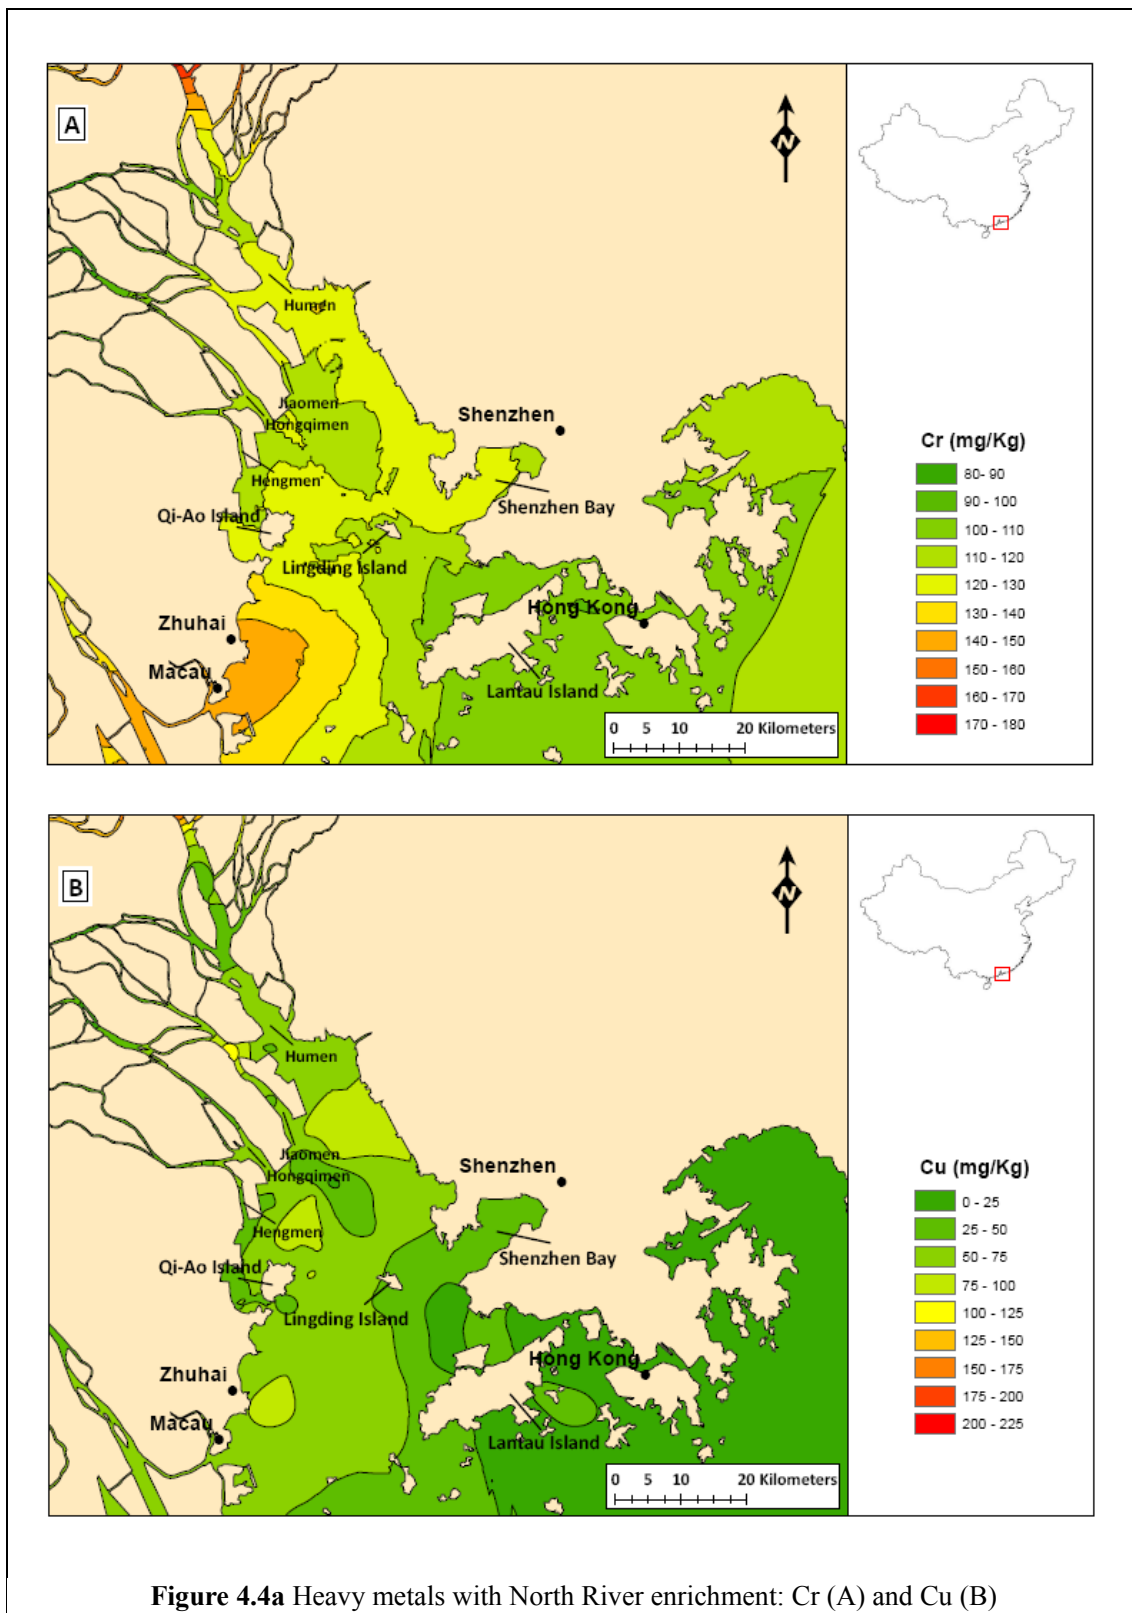 A
N
Humen
Jiaomen
Hongqimen
Shenzhen
Hengmen
Shenzhen Bay
Qi-Ao Island
Lingding Island
Zhuhai
Hong Kong
Macau
Lantau Island
0 5 10 20 Kilometers
Cr (mg/Kg)
80- 90
90 - 100
100 - 110
110 - 120
120 - 130
130 - 140
140 - 150
150 - 160
160 - 170
170 - 180
B
N
Humen
Jiaomen
Hongqimen
Shenzhen
Hengmen
Shenzhen Bay
Qi-Ao Island
Lingding Island
Zhuhai
Hong Kong
Macau
Lantau Island
0 5 10 20 Kilometers
Cu (mg/Kg)
0 - 25
25 - 50
50 - 75
75 - 100
100 - 125
125 - 150
150 - 175
175 - 200
200 - 225
Figure 4.4a Heavy metals with North River enrichment: Cr (A) and Cu (B)